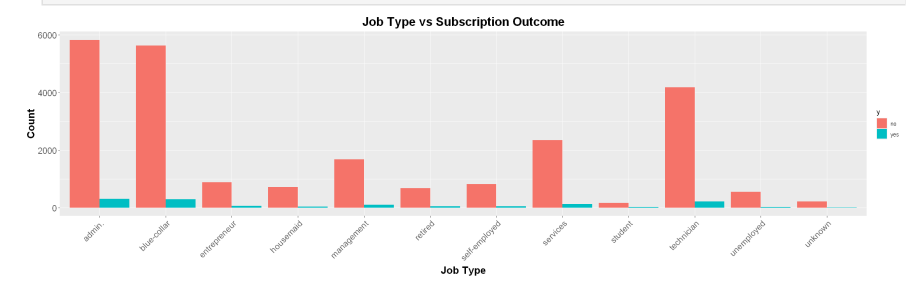 Job Type vs Subscription Outcome
6000
4000
2000
0
Count
admin.
blue-collar
entrepreneur
housemaid
management
retired
self-employed
services
student
technician
unemployed
unknown
Job Type
y
no
yes